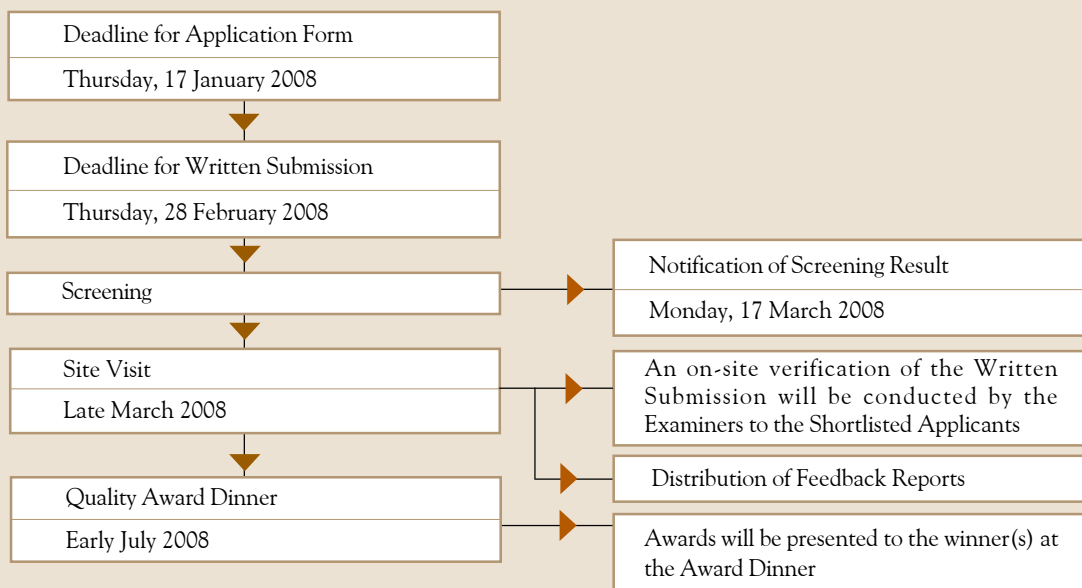 Deadline for Application Form
Thursday, 17 January 2008
Deadline for Written Submission
Thursday, 28 February 2008
Screening
Notification of Screening Result
Monday, 17 March 2008
Site Visit
Late March 2008
An on-site verification of the Written
Submission will be conducted by the
Examiners to the Shortlisted Applicants
Distribution of Feedback Reports
Quality Award Dinner
Early July 2008
Awards will be presented to the winner(s) at
the Award Dinner